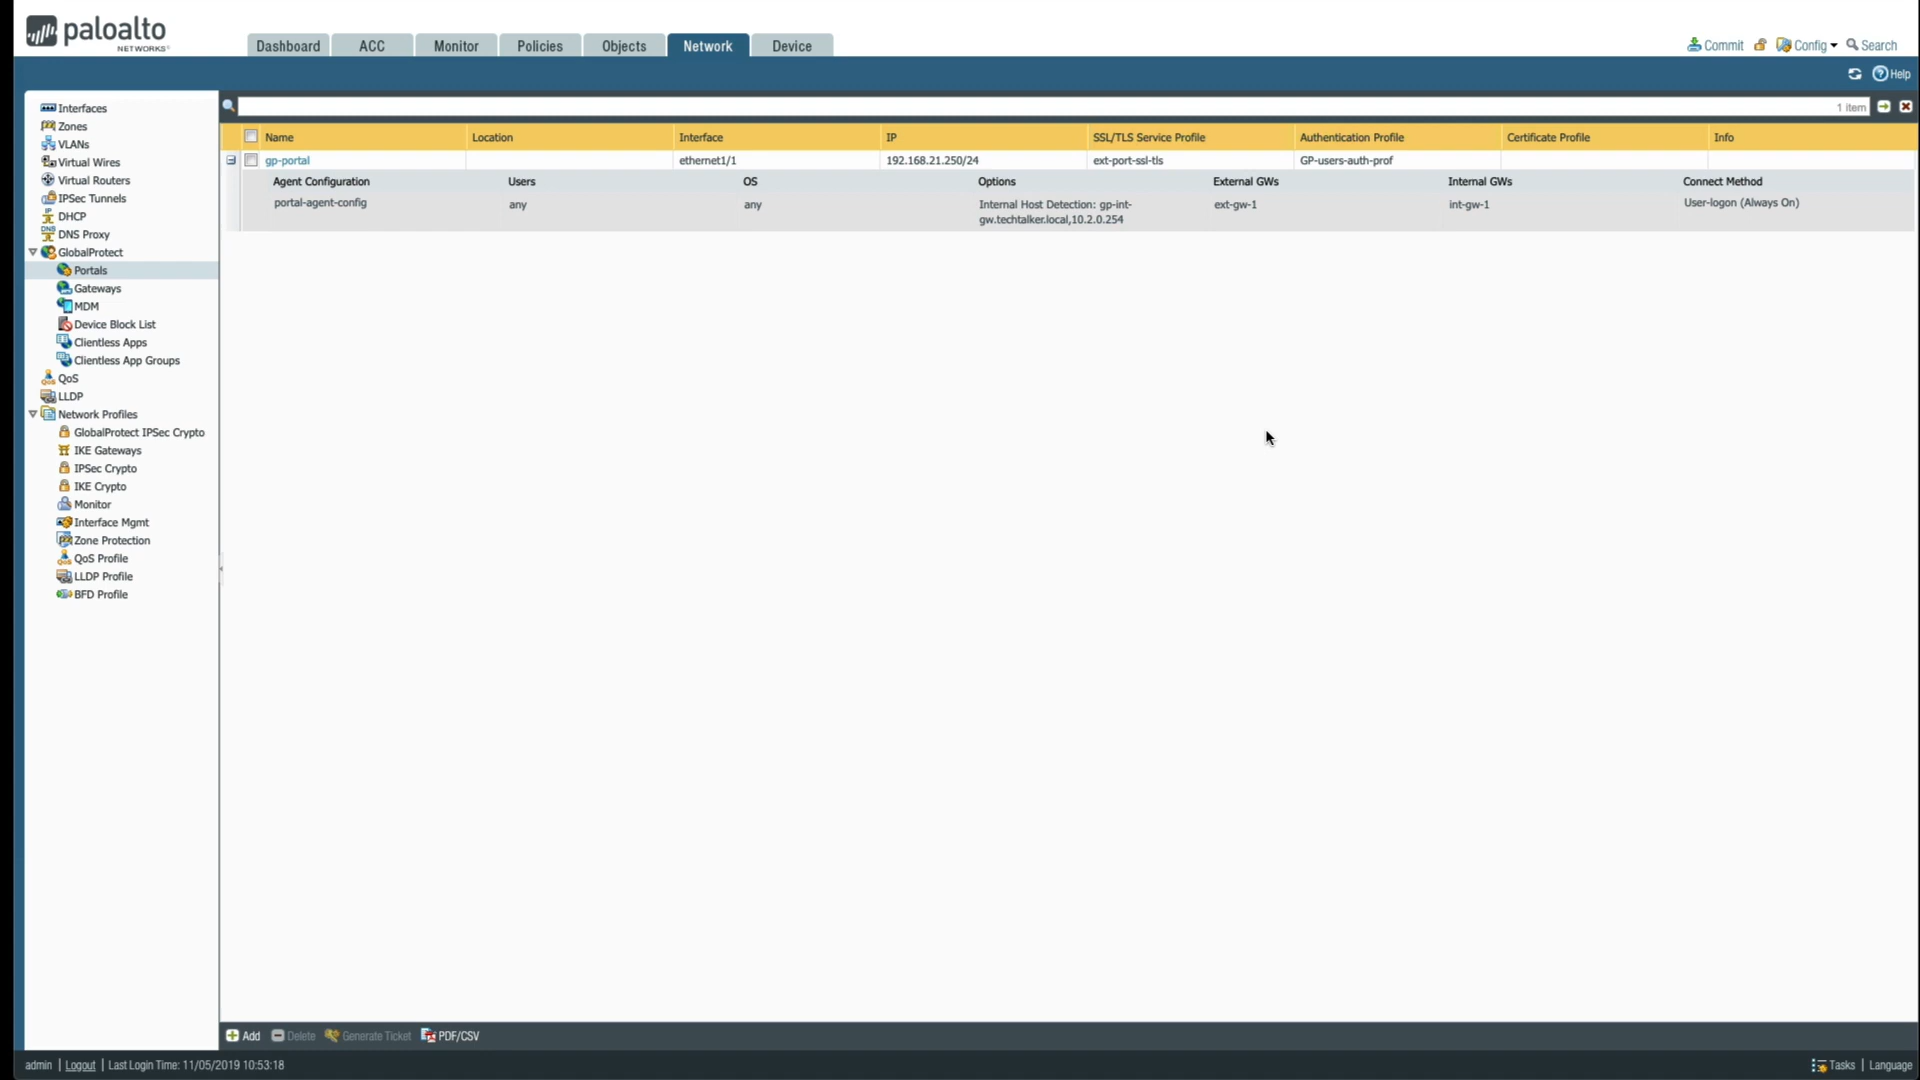 paloalto
NETWORKS®
Dashboard ACC Monitor Policies Objects Network Device
Commit Config Search
Help
Interfaces
Zones
VLANs
Virtual Wires
Virtual Routers
IPSec Tunnels
DHCP
DNS Proxy
GlobalProtect
Portals
Gateways
MDM
Device Block List
Clientless Apps
Clientless App Groups
QoS
LLDP
Network Profiles
GlobalProtect IPSec Crypto
IKE Gateways
IPSec Crypto
IKE Crypto
Monitor
Interface Mgmt
Zone Protection
QoS Profile
LLDP Profile
BFD Profile
1 item
Name Location Interface IP SSL/TLS Service Profile Authentication Profile Certificate Profile Info
gp-portal ethernet1/1 192.168.21.250/24 ext-port-ssl-tls GP-users-auth-prof
Agent Configuration Users OS Options External GWs Internal GWs Connect Method
portal-agent-config any any Internal Host Detection: gp-int- ext-gw-1 int-gw-1 User-logon (Always On)
gw.techtalker.local,10.2.0.254
Add Delete Generate Ticket PDF/CSV
admin | Logout | Last Login Time: 11/05/2019 10:53:18
Tasks | Language